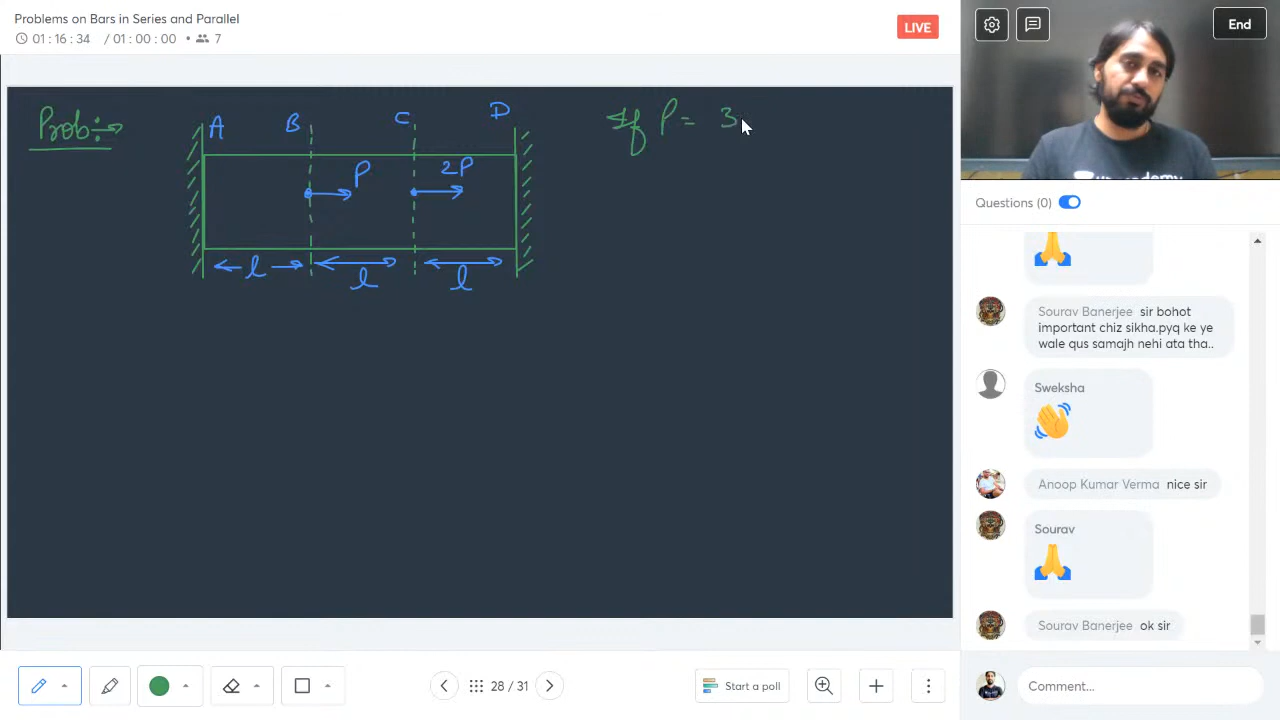 Problems on Bars in Series and Parallel
01:16:34 / 01:00:00 • 7
LIVE
End
Prob:→
A B C D
P 2P
l l l
If P = 3
Questions (0)
Sourav Banerjee sir bohot
important chiz sikha.pyq ke ye
wale qus samajh nehi ata tha..
Sweksha
Anoop Kumar Verma nice sir
Sourav
Sourav Banerjee ok sir
28 / 31
Start a poll
Comment...